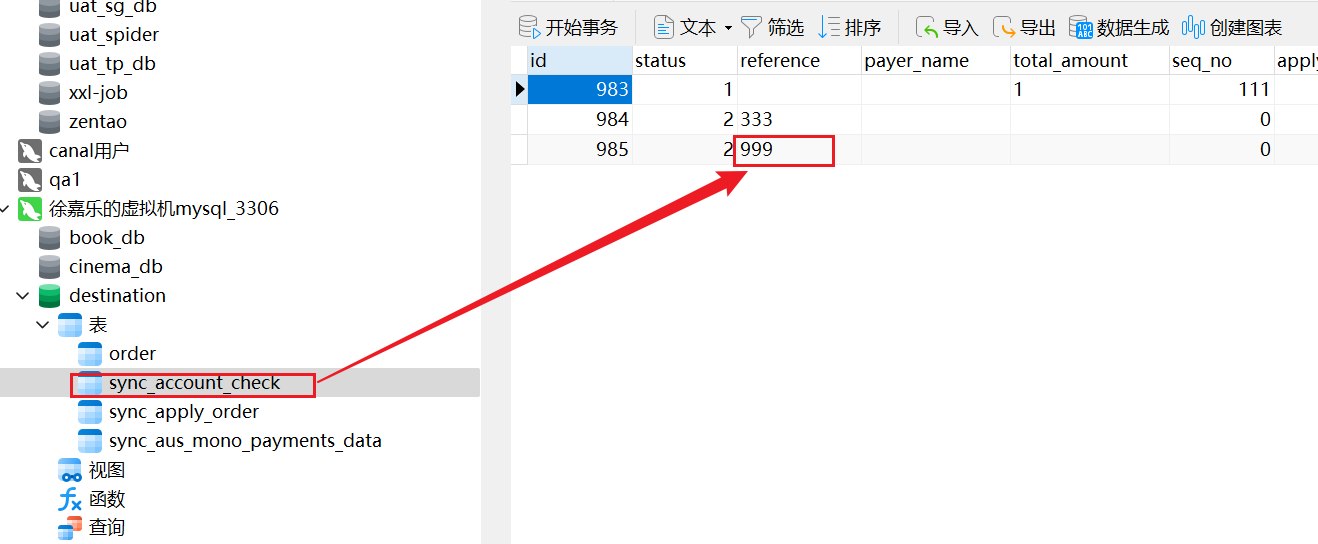 uat_sg_db
uat_spider
uat_tp_db
xxl-job
zentao
canal用户
qa1
徐嘉乐的虚拟机mysql_3306
book_db
cinema_db
destination
表
order
sync_account_check
sync_apply_order
sync_aus_mono_payments_data
视图
函数
查询
开始事务 文本 筛选 排序 导入 导出 数据生成 创建图表
id status reference payer_name total_amount seq_no apply
983 1 1 111
984 2 333 0
985 2 999 0